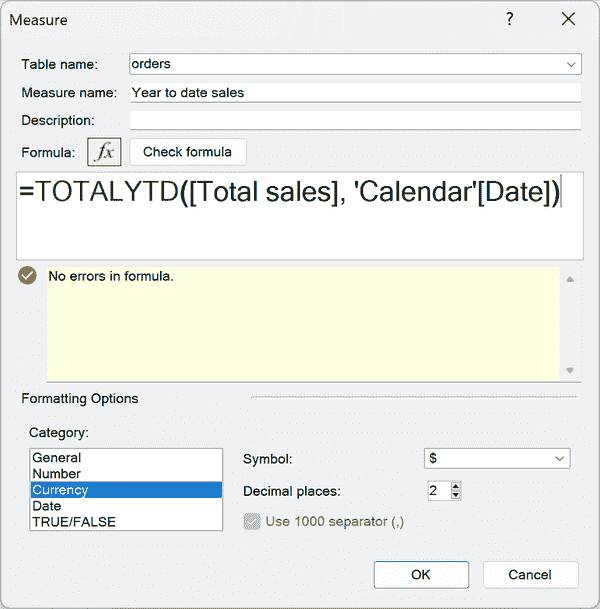 Measure ?
Table name: orders
Measure name: Year to date sales
Description:
Formula: fx Check formula
=TOTALYTD([Total sales], 'Calendar'[Date])
No errors in formula.
Formatting Options
Category:
General
Number
Currency
Date
TRUE/FALSE
Symbol: $
Decimal places: 2
Use 1000 separator (,)
OK Cancel